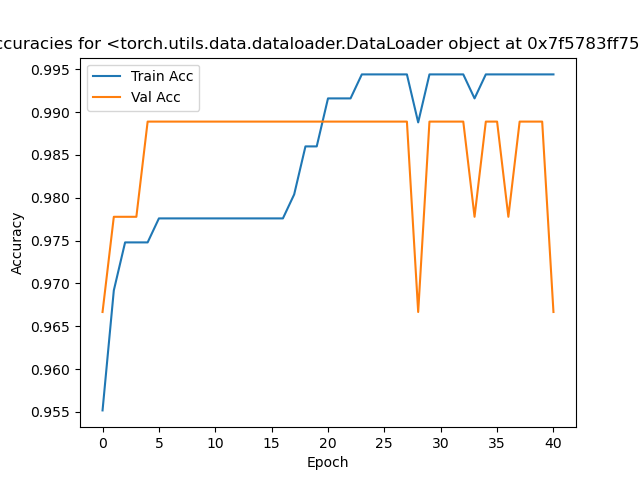 ccuracies for <torch.utils.data.dataloader.DataLoader object at 0x7f5783ff75
Train Acc
Val Acc
0.995
0.990
0.985
0.980
0.975
0.970
0.965
0.960
0.955
Accuracy
0 5 10 15 20 25 30 35 40
Epoch